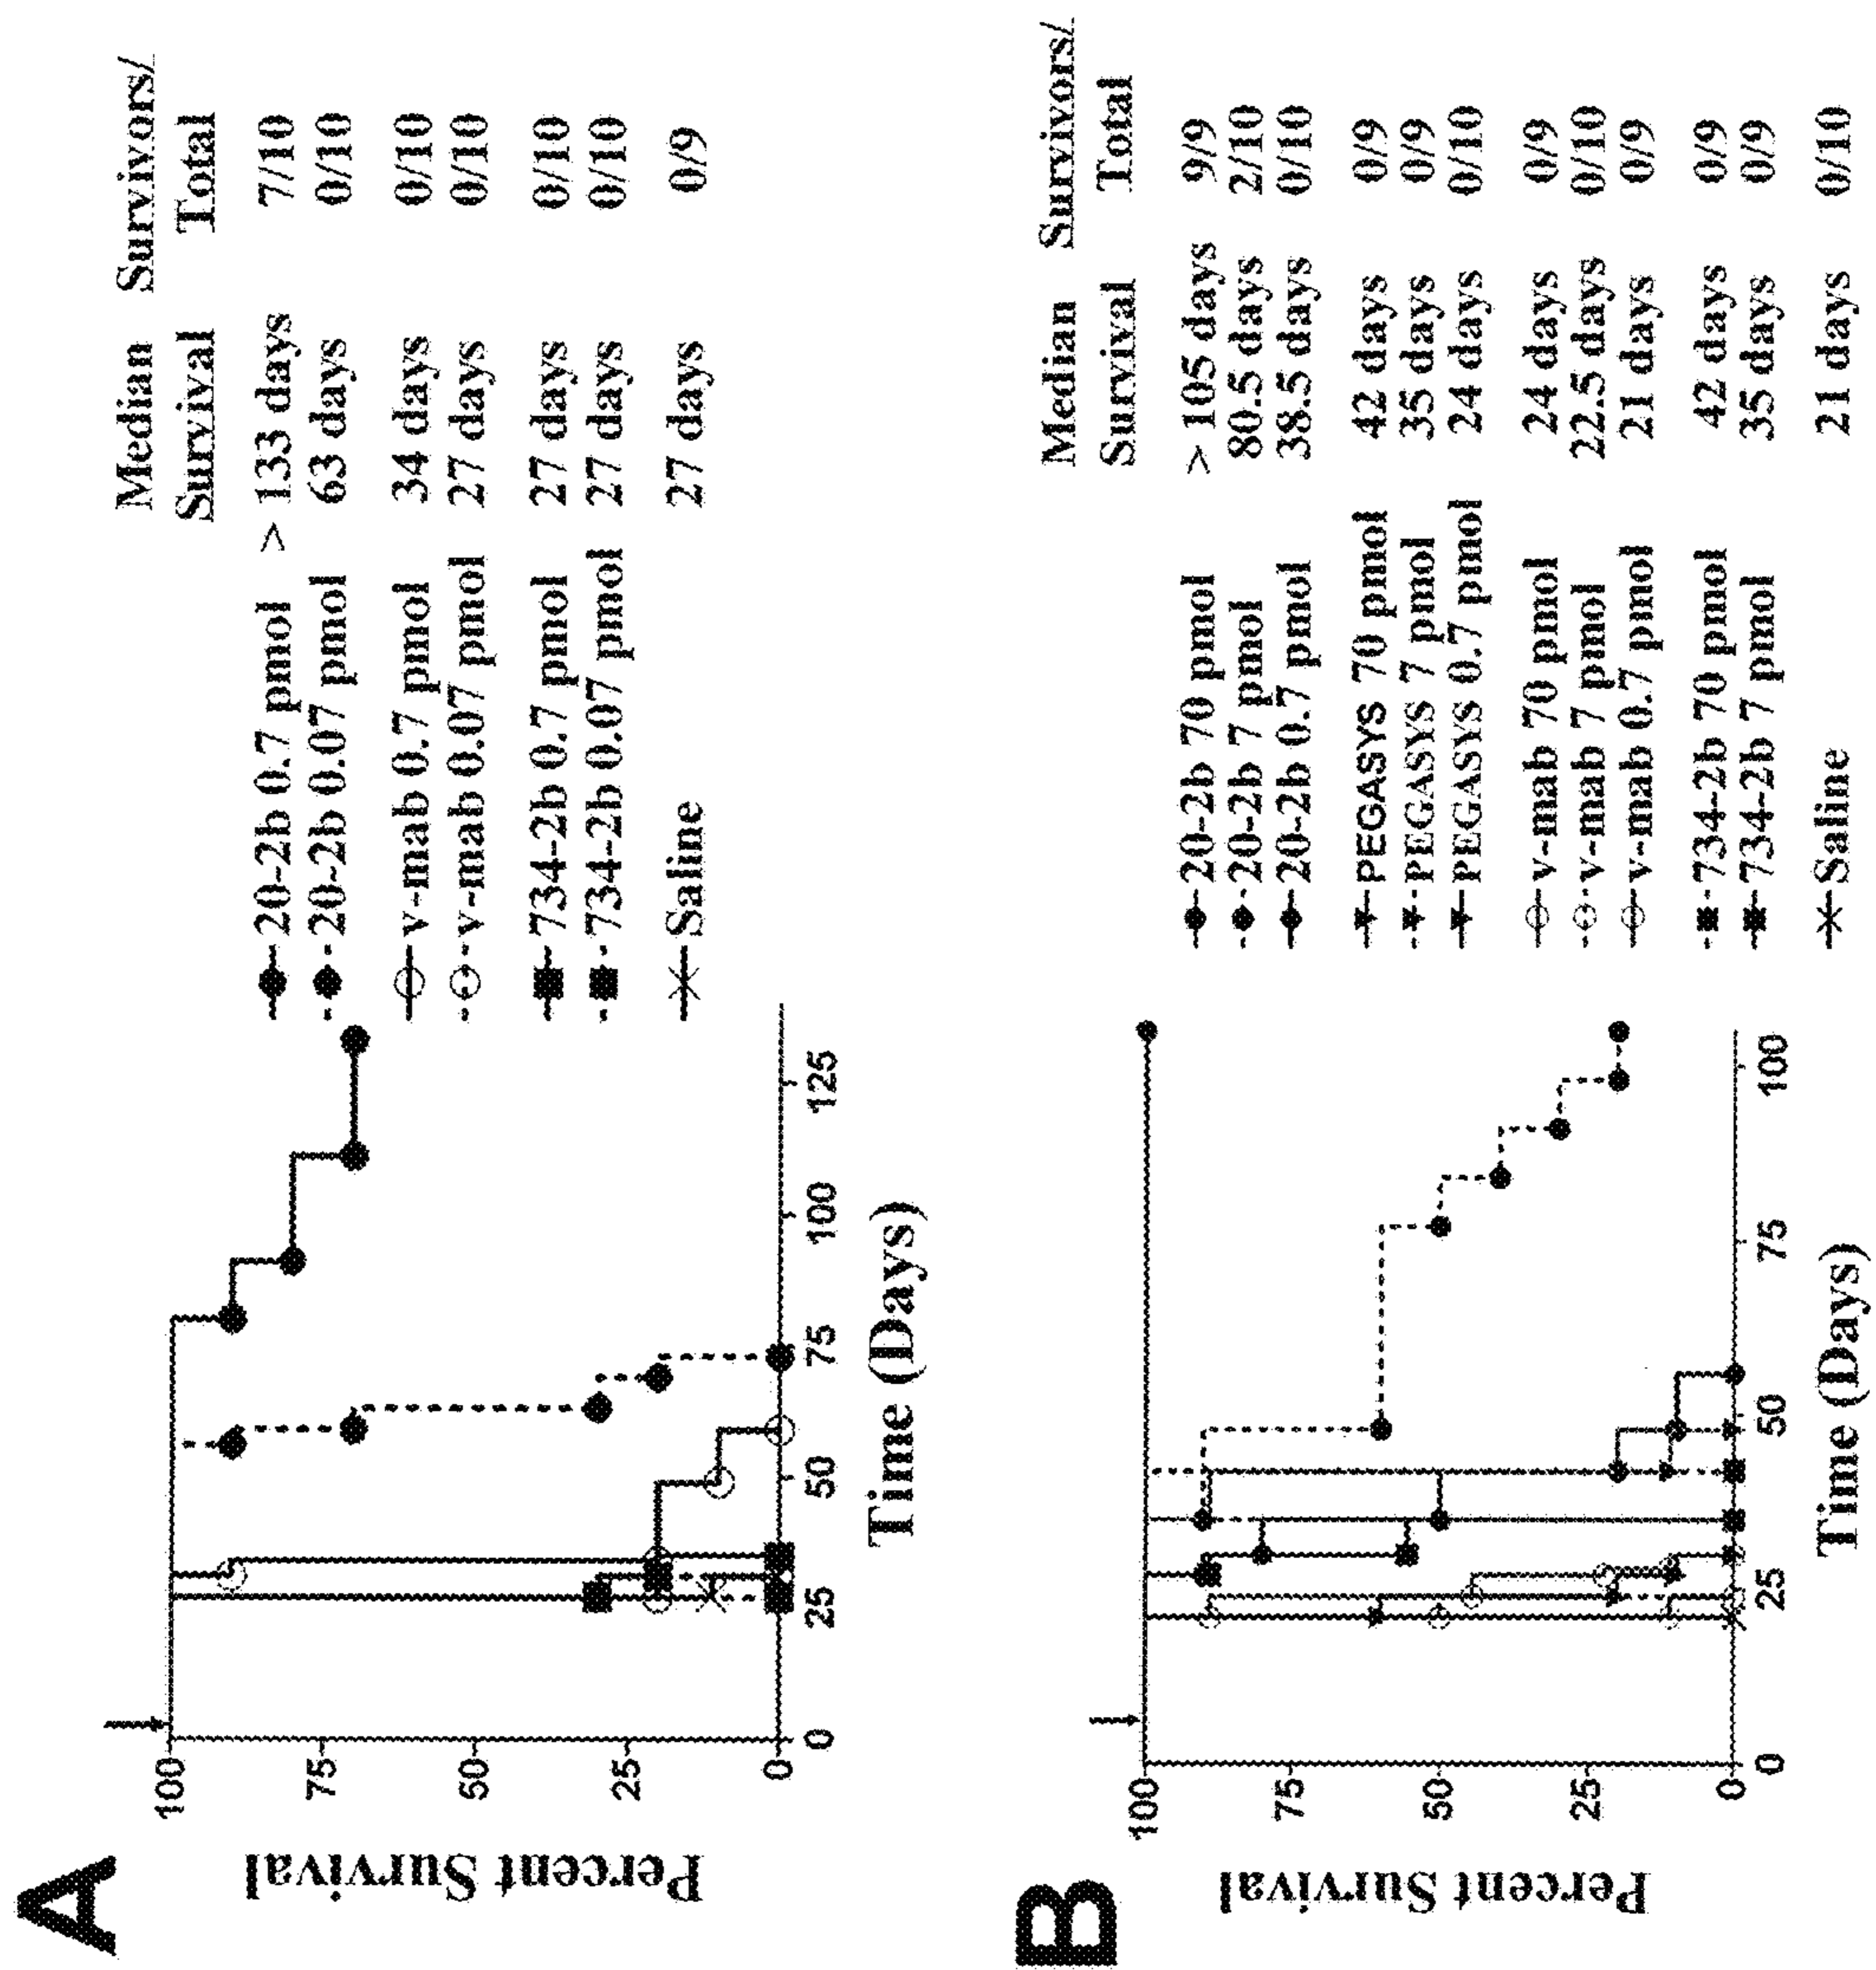 A
Percent Survival
100
75
50
25
0
0 25 50 75 100 125
Time (Days)
Median Survivors/
Survival Total
20-2b 0.7 pmol > 133 days 7/10
20-2b 0.07 pmol 63 days 0/10
v-mab 0.7 pmol 34 days 0/10
v-mab 0.07 pmol 27 days 0/10
734-2b 0.7 pmol 27 days 0/10
734-2b 0.07 pmol 27 days 0/10
Saline 27 days 0/9
B
Percent Survival
100
75
50
25
0
0 25 50 75 100
Time (Days)
Median Survivors/
Survival Total
20-2b 70 pmol > 105 days 9/9
20-2b 7 pmol 80.5 days 2/10
20-2b 0.7 pmol 38.5 days 0/10
PEGASYS 70 pmol 42 days 0/9
PEGASYS 7 pmol 35 days 0/9
PEGASYS 0.7 pmol 24 days 0/10
v-mab 70 pmol 24 days 0/9
v-mab 7 pmol 22.5 days 0/10
v-mab 0.7 pmol 21 days 0/9
734-2b 70 pmol 42 days 0/9
734-2b 7 pmol 35 days 0/9
Saline 21 days 0/10